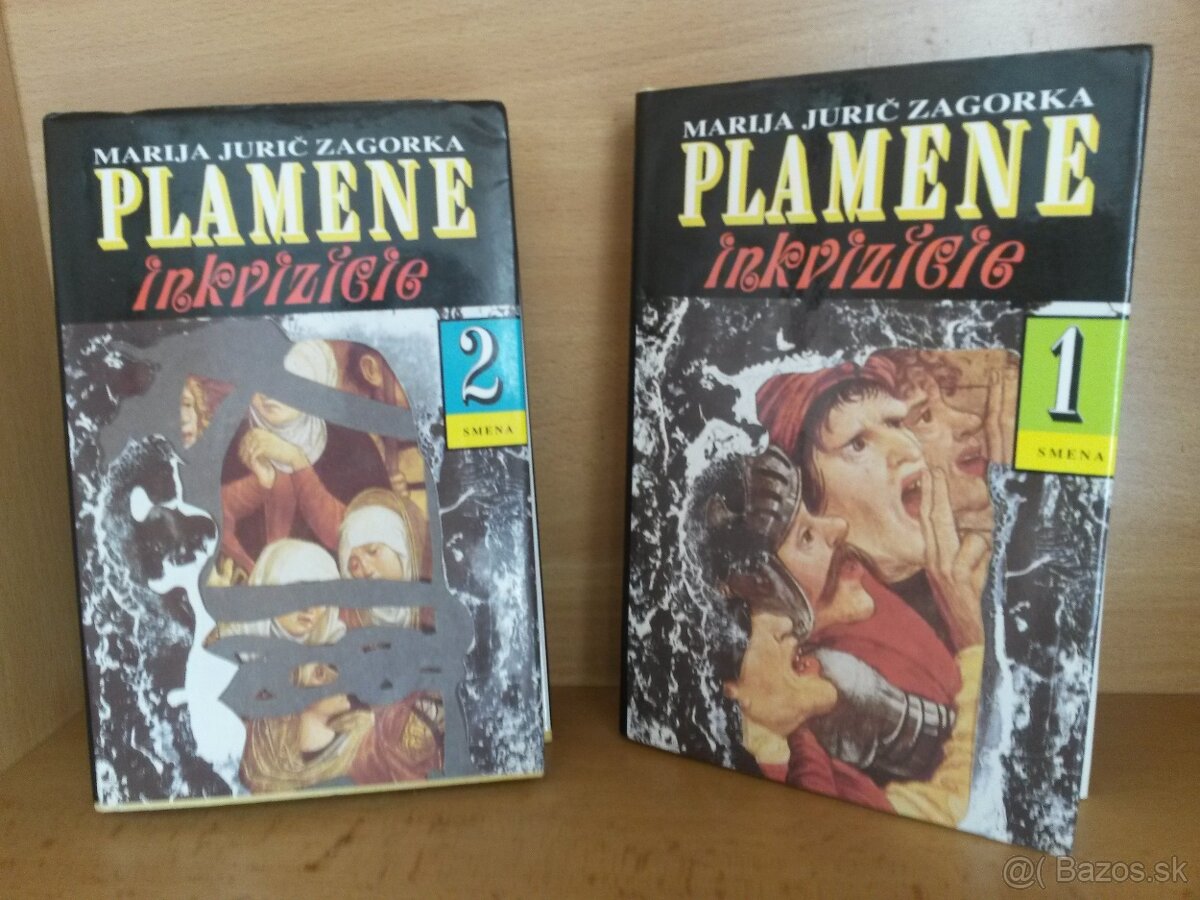 MARIJA JURIČ ZAGORKA
PLAMENE
inkvizície
2
SMENA
MARIJA JURIČ ZAGORKA
PLAMENE
inkvizície
1
SMENA
@( Bazos.sk